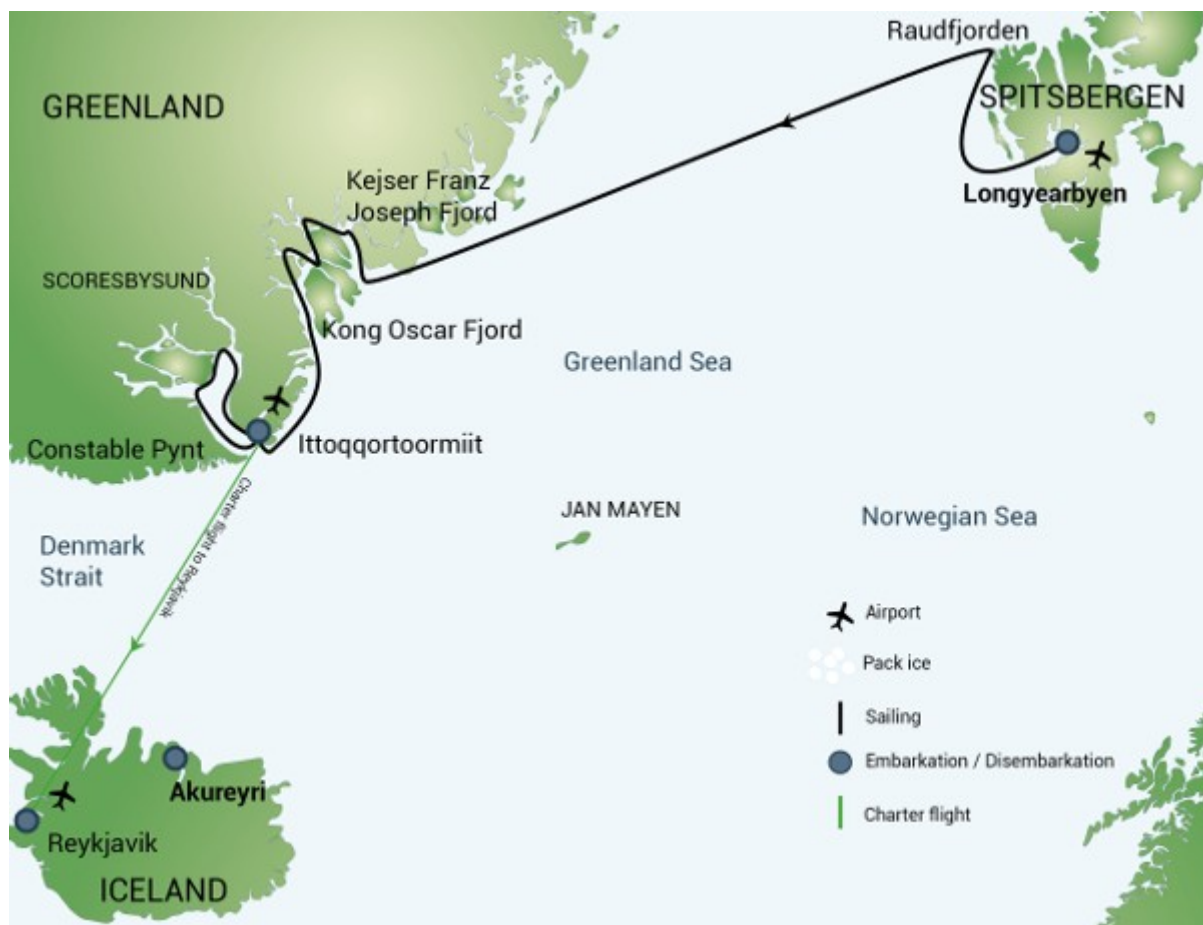 Raudfjorden
GREENLAND
SPITSBERGEN
Kejser Franz
Joseph Fjord
Longyearbyen
SCORESBYSUND
Kong Oscar Fjord
Greenland Sea
Constable Pynt
Ittoqqortoormiit
Charter flight to Reykjavik
JAN MAYEN
Norwegian Sea
Denmark
Strait
Airport
Pack ice
Sailing
Embarkation / Disembarkation
Charter flight
Akureyri
Reykjavik
ICELAND